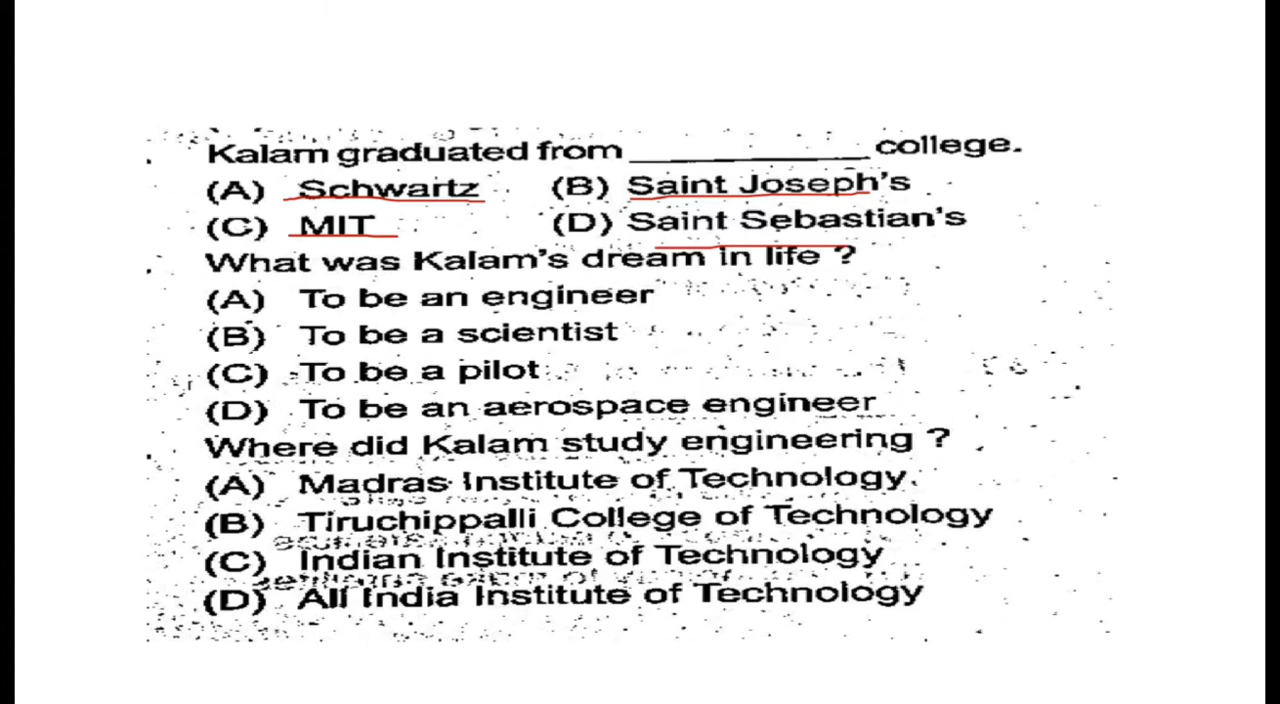 Kalam graduated from ____________ college.
(A) Schwartz (B) Saint Joseph's
(C) MIT (D) Saint Sebastian's
What was Kalam's dream in life ?
(A) To be an engineer
(B) To be a scientist
(C) To be a pilot
(D) To be an aerospace engineer
Where did Kalam study engineering ?
(A) Madras Institute of Technology
(B) Tiruchippalli College of Technology
(C) Indian Institute of Technology
(D) All India Institute of Technology